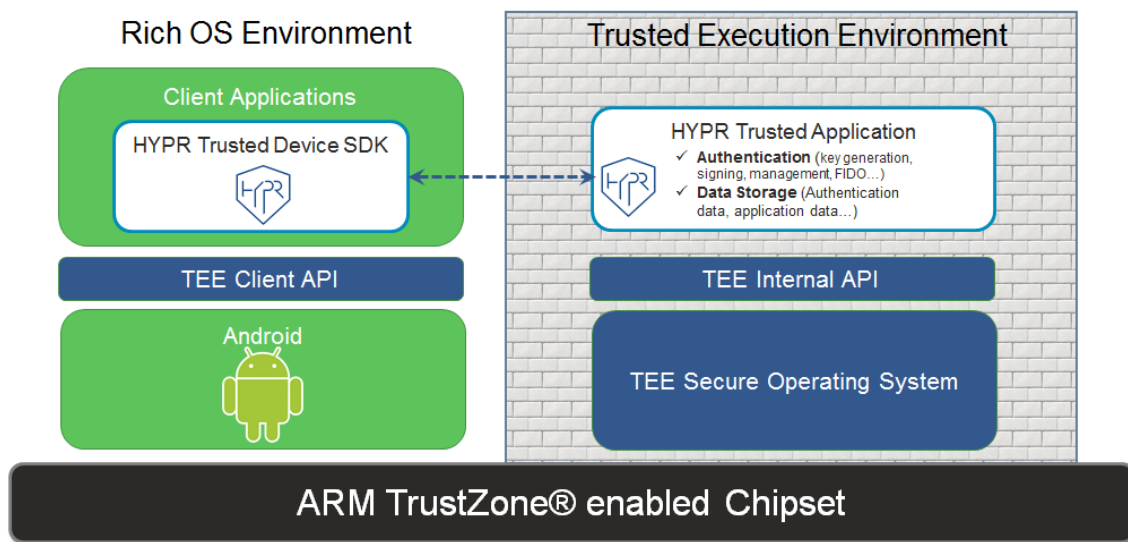 Rich OS Environment
Client Applications
HYPR Trusted Device SDK
HYPR
TEE Client API
Android
Trusted Execution Environment
HYPR Trusted Application
✓ Authentication (key generation,
signing, management, FIDO…)
✓ Data Storage (Authentication
data, application data…)
HYPR
TEE Internal API
TEE Secure Operating System
ARM TrustZone® enabled Chipset